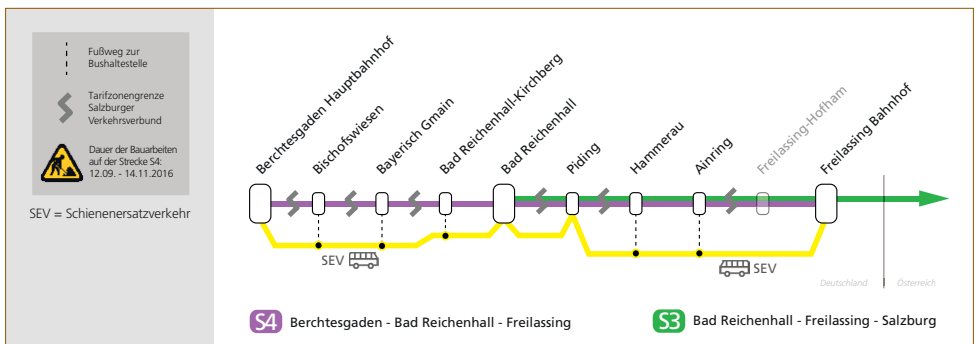 Fußweg zur
Bushaltestelle
Tarifzonengrenze
Salzburger
Verkehrsverbund
Dauer der Bauarbeiten
auf der Strecke S4:
12.09. - 14.11.2016
SEV = Schienenersatzverkehr
Berchtesgaden Hauptbahnhof
Bischofswiesen
Bayerisch Gmain
Bad Reichenhall-Kirchberg
Bad Reichenhall
Piding
Hammerau
Ainring
Freilassing-Hofham
Freilassing Bahnhof
SEV
SEV
Deutschland
Österreich
S4 Berchtesgaden - Bad Reichenhall - Freilassing
S3 Bad Reichenhall - Freilassing - Salzburg